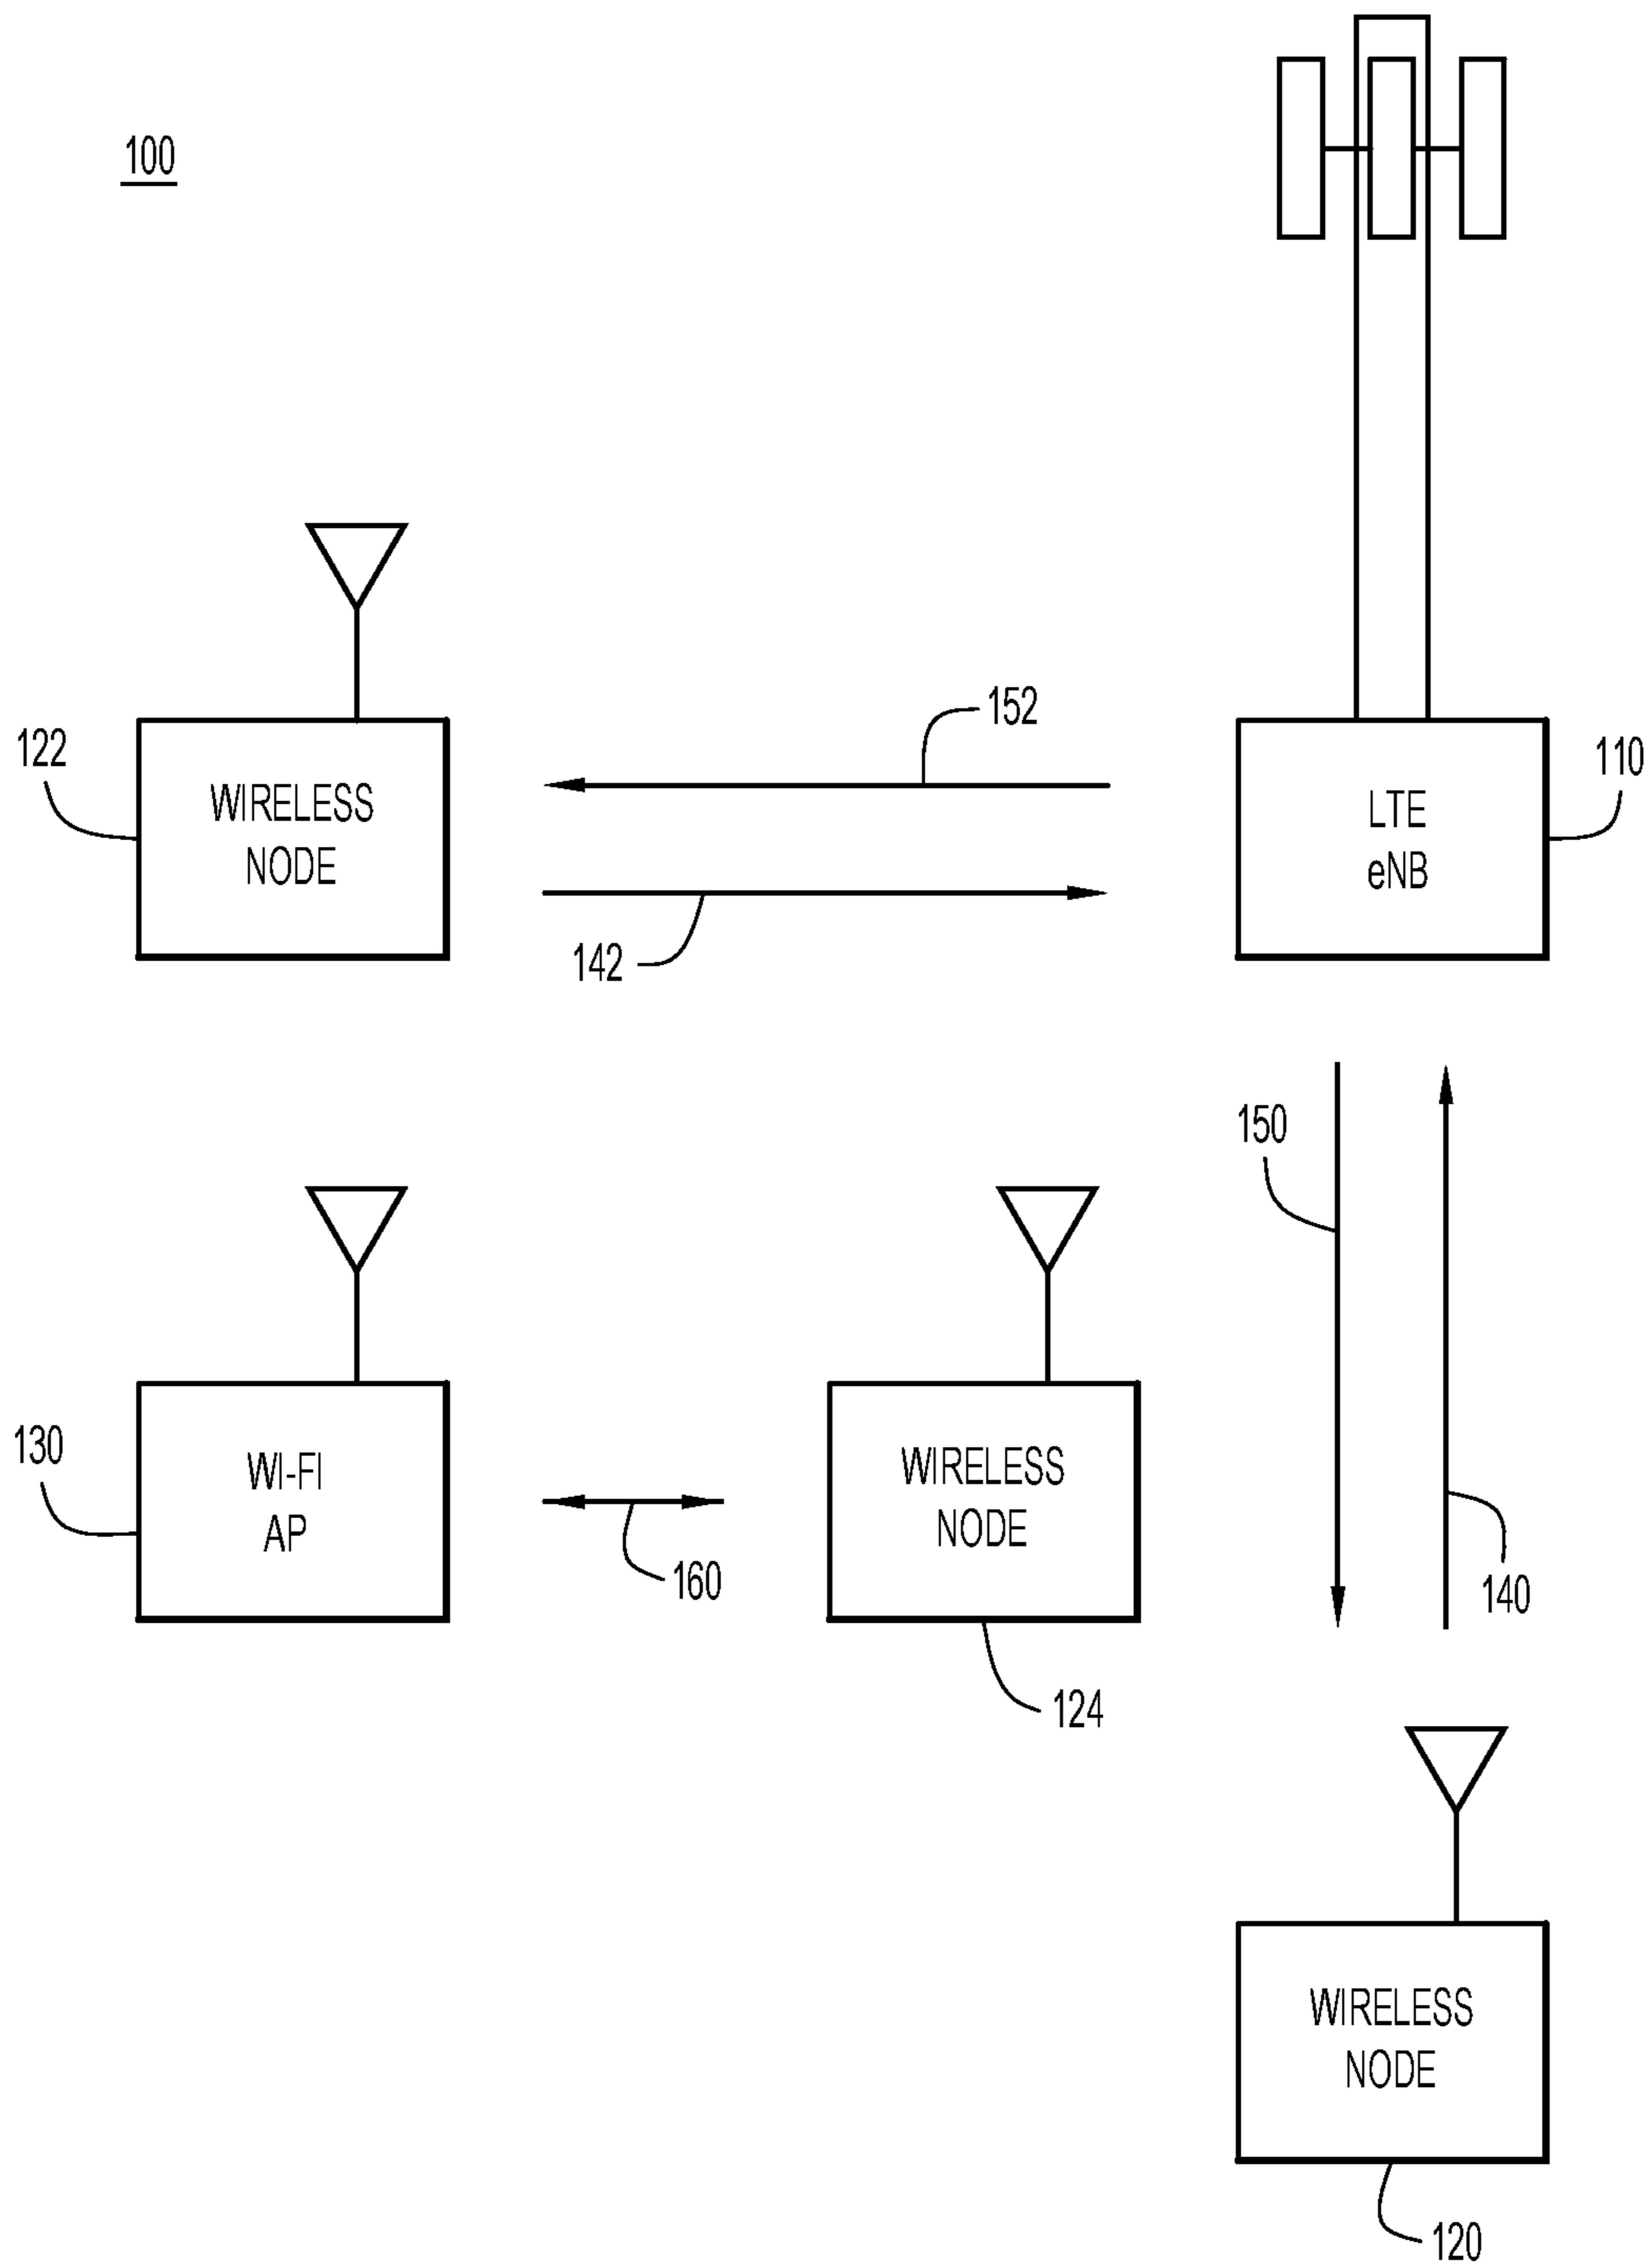 100
152
122
WIRELESS
NODE
LTE
eNB
110
142
150
130
WI-FI
AP
WIRELESS
NODE
160
140
124
WIRELESS
NODE
120